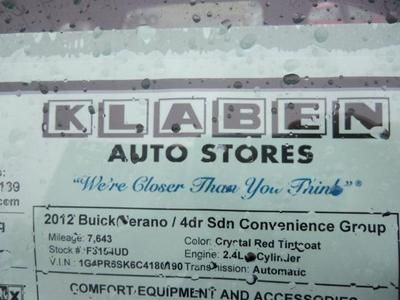 KLABEN
AUTO STORES
"We're Closer Than You Think"®
139
2012 Buick Verano / 4dr Sdn Convenience Group
Mileage: 7,643
Color: Crystal Red Tintcoat
Stock #:
Engine: 2.4L Cylinder
V.I.N: Transmission: Automatic
COMFORT EQUIPMENT AND ACCESSORIES